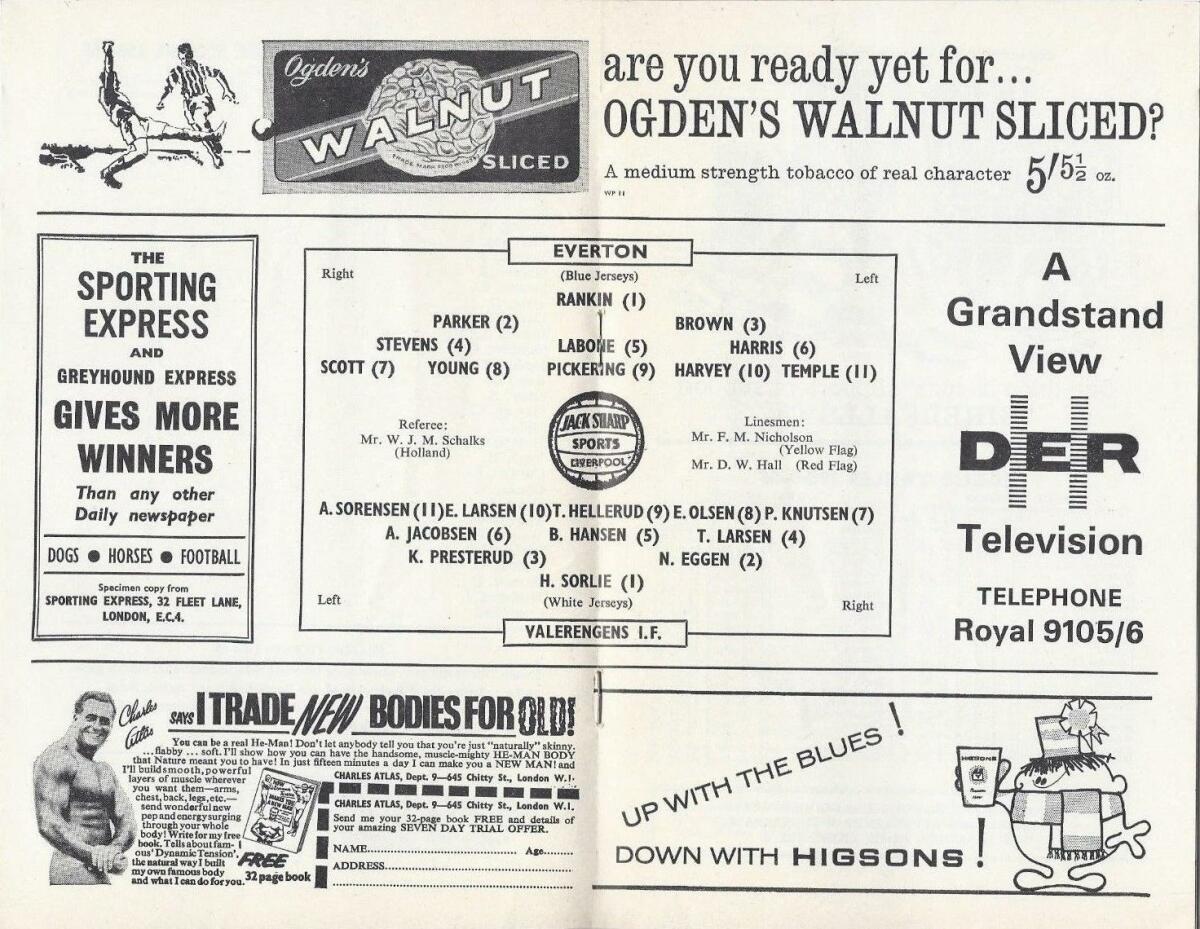 Ogden's
WALNUT
TRADE MARK
SLICED
are you ready yet for...
OGDEN'S WALNUT SLICED?
A medium strength tobacco of real character 5/5½ oz.
WP 11
THE
SPORTING
EXPRESS
AND
GREYHOUND EXPRESS
GIVES MORE
WINNERS
Than any other
Daily newspaper
DOGS ● HORSES ● FOOTBALL
Specimen copy from
SPORTING EXPRESS, 32 FLEET LANE,
LONDON, E.C.4.
EVERTON
(Blue Jerseys)
Right
Left
RANKIN (1)
PARKER (2) BROWN (3)
STEVENS (4) LABONE (5) HARRIS (6)
SCOTT (7) YOUNG (8) PICKERING (9) HARVEY (10) TEMPLE (11)
Referee:
Mr. W. J. M. Schalks
(Holland)
JACK SHARP
SPORTS
LIVERPOOL
Linesmen:
Mr. F. M. Nicholson
(Yellow Flag)
Mr. D. W. Hall (Red Flag)
A. SORENSEN (11) E. LARSEN (10) T. HELLERUD (9) E. OLSEN (8) P. KNUTSEN (7)
A. JACOBSEN (6) B. HANSEN (5) T. LARSEN (4)
K. PRESTERUD (3) N. EGGEN (2)
H. SORLIE (1)
Left
(White Jerseys)
Right
VALERENGENS I.F.
A
Grandstand
View
DER
Television
TELEPHONE
Royal 9105/6
Charles
Atlas
SAYS I TRADE NEW BODIES FOR OLD!
You can be a real He-Man! Don't let anybody tell you that you're just "naturally" skinny.
...flabby ... soft. I'll show how you can have the handsome, muscle-mighty HE-MAN BODY
that Nature meant you to have! In just fifteen minutes a day I can make you a NEW MAN! and
I'll build smooth, powerful
layers of muscle wherever
you want them—arms,
chest, back, legs, etc.—
send wonderful new
pep and energy surging
through your whole
body! Write for my free
book. Tells about fam-
ous 'Dynamic Tension',
the natural way I built
my own famous body
and what I can do for you.
FREE
32 page book
CHARLES ATLAS, Dept. 9—645 Chitty St., London W.1.
CHARLES ATLAS, Dept. 9—645 Chitty St., London W.1.
Send me your 32-page book FREE and details of
your amazing SEVEN DAY TRIAL OFFER.
NAME.............................. Age........
ADDRESS..............................
UP WITH THE BLUES!
DOWN WITH HIGSONS!
HIGSONS